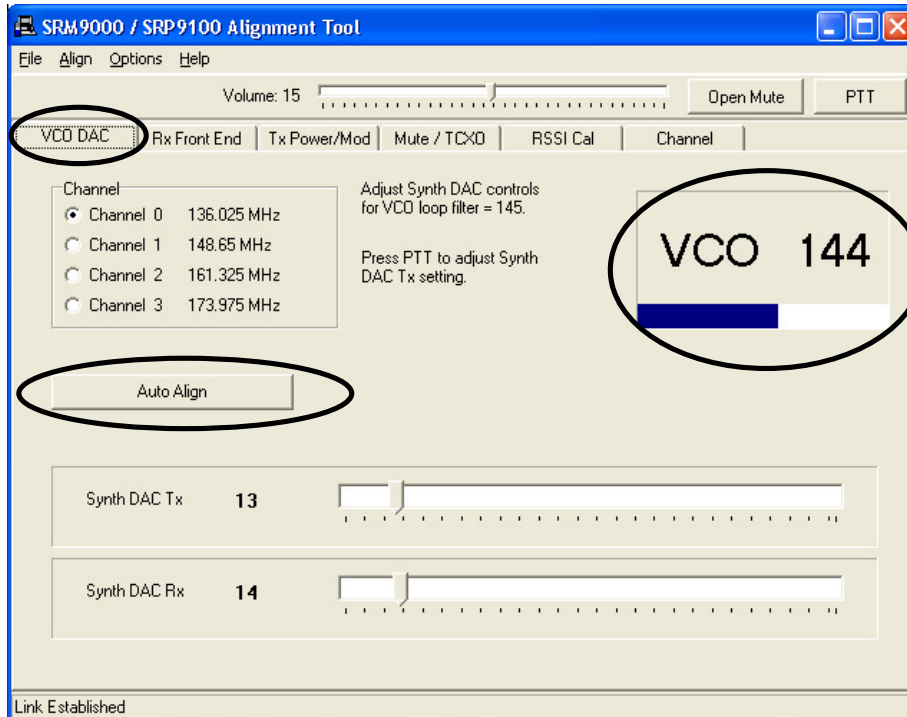 SRM9000 / SRP9100 Alignment Tool
File Align Options Help
Volume: 15
Open Mute
PTT
VCO DAC
Rx Front End
Tx Power/Mod
Mute / TCXO
RSSI Cal
Channel
Channel
Channel 0 136.025 MHz
Channel 1 148.65 MHz
Channel 2 161.325 MHz
Channel 3 173.975 MHz
Adjust Synth DAC controls
for VCO loop filter = 145.
Press PTT to adjust Synth
DAC Tx setting.
VCO 144
Auto Align
Synth DAC Tx 13
Synth DAC Rx 14
Link Established